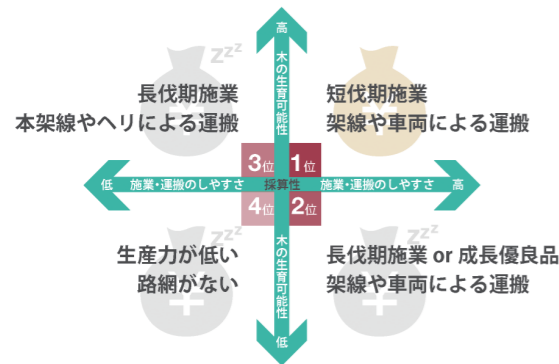 高
木の生育可能性
zzz
長伐期施業
本架線やヘリによる運搬
¥
短伐期施業
架線や車両による運搬
¥
3位
1位
低
施業・運搬のしやすさ
採算性
施業・運搬のしやすさ
高
4位
2位
木の生育可能性
生産力が低い
路網がない
zzz
¥
長伐期施業 or 成長優良品
架線や車両による運搬
zzz
¥
低